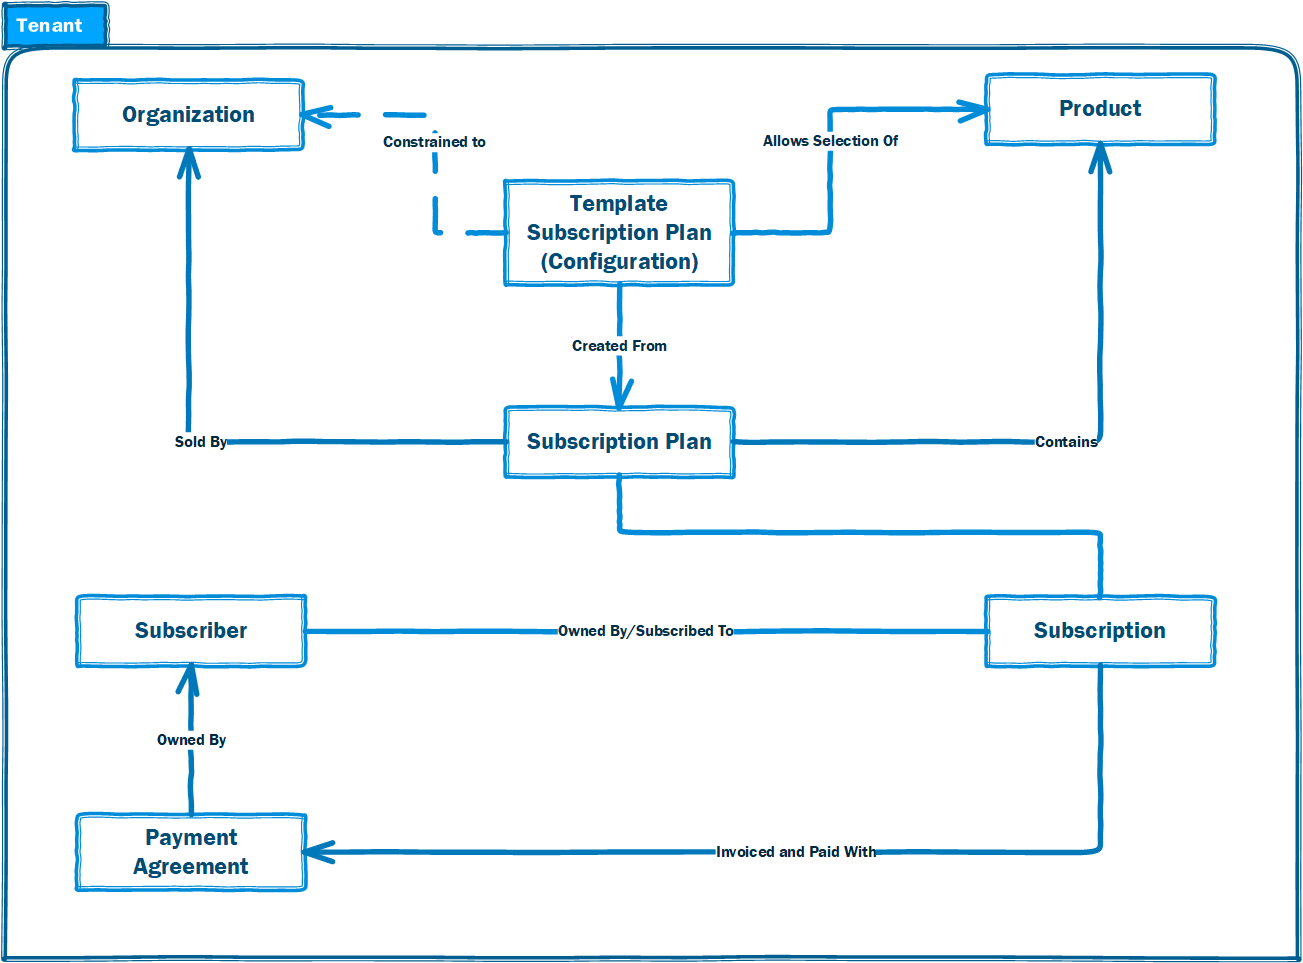 Tenant
Organization
Product
Constrained to
Allows Selection Of
Template
Subscription Plan
(Configuration)
Created From
Sold By
Subscription Plan
Contains
Subscriber
Owned By/Subscribed To
Subscription
Owned By
Payment
Agreement
Invoiced and Paid With